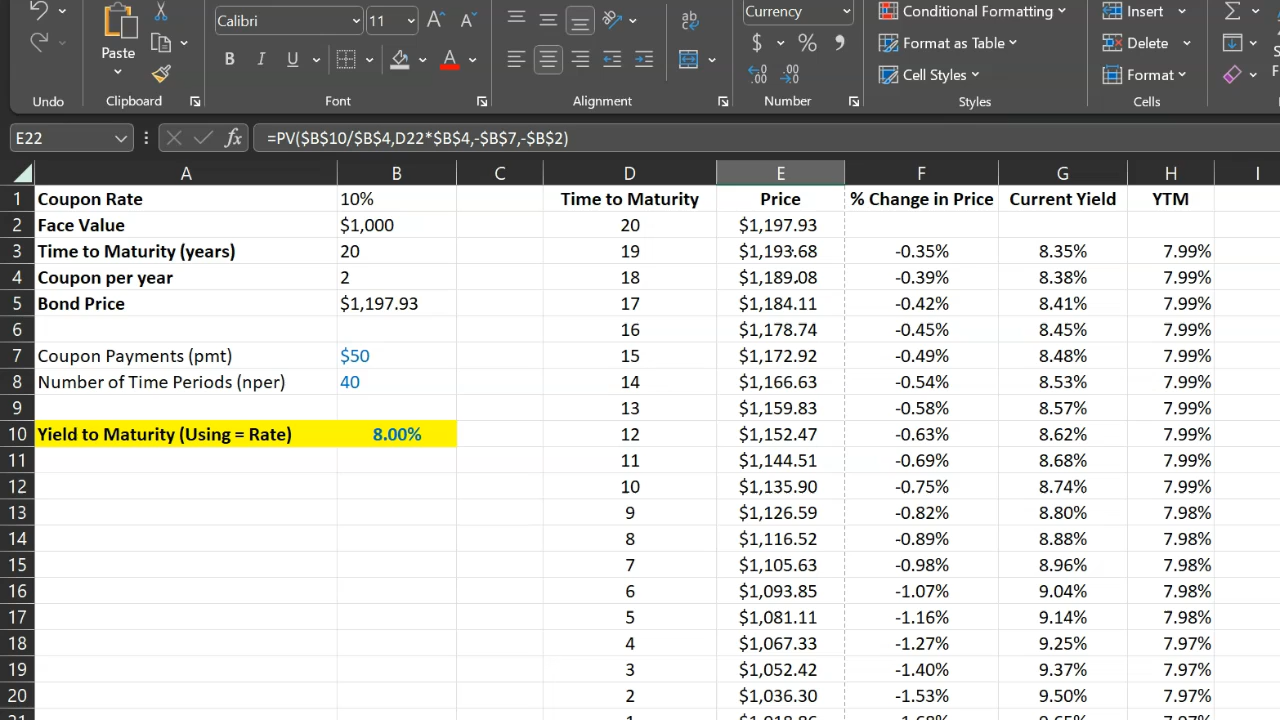 Calibri 11 Currency Conditional Formatting Insert
Paste B I U A $ % Format as Table Delete
Cell Styles Format
Undo Clipboard Font Alignment Number Styles Cells
E22 fx =PV($B$10/$B$4,D22*$B$4,-$B$7,-$B$2)
A B C D E F G H I
1 Coupon Rate 10% Time to Maturity Price % Change in Price Current Yield YTM
2 Face Value $1,000 20 $1,197.93
3 Time to Maturity (years) 20 19 $1,193.68 -0.35% 8.35% 7.99%
4 Coupon per year 2 18 $1,189.08 -0.39% 8.38% 7.99%
5 Bond Price $1,197.93 17 $1,184.11 -0.42% 8.41% 7.99%
6 16 $1,178.74 -0.45% 8.45% 7.99%
7 Coupon Payments (pmt) $50 15 $1,172.92 -0.49% 8.48% 7.99%
8 Number of Time Periods (nper) 40 14 $1,166.63 -0.54% 8.53% 7.99%
9 13 $1,159.83 -0.58% 8.57% 7.99%
10 Yield to Maturity (Using = Rate) 8.00% 12 $1,152.47 -0.63% 8.62% 7.99%
11 11 $1,144.51 -0.69% 8.68% 7.99%
12 10 $1,135.90 -0.75% 8.74% 7.99%
13 9 $1,126.59 -0.82% 8.80% 7.98%
14 8 $1,116.52 -0.89% 8.88% 7.98%
15 7 $1,105.63 -0.98% 8.96% 7.98%
16 6 $1,093.85 -1.07% 9.04% 7.98%
17 5 $1,081.11 -1.16% 9.14% 7.98%
18 4 $1,067.33 -1.27% 9.25% 7.97%
19 3 $1,052.42 -1.40% 9.37% 7.97%
20 2 $1,036.30 -1.53% 9.50% 7.97%